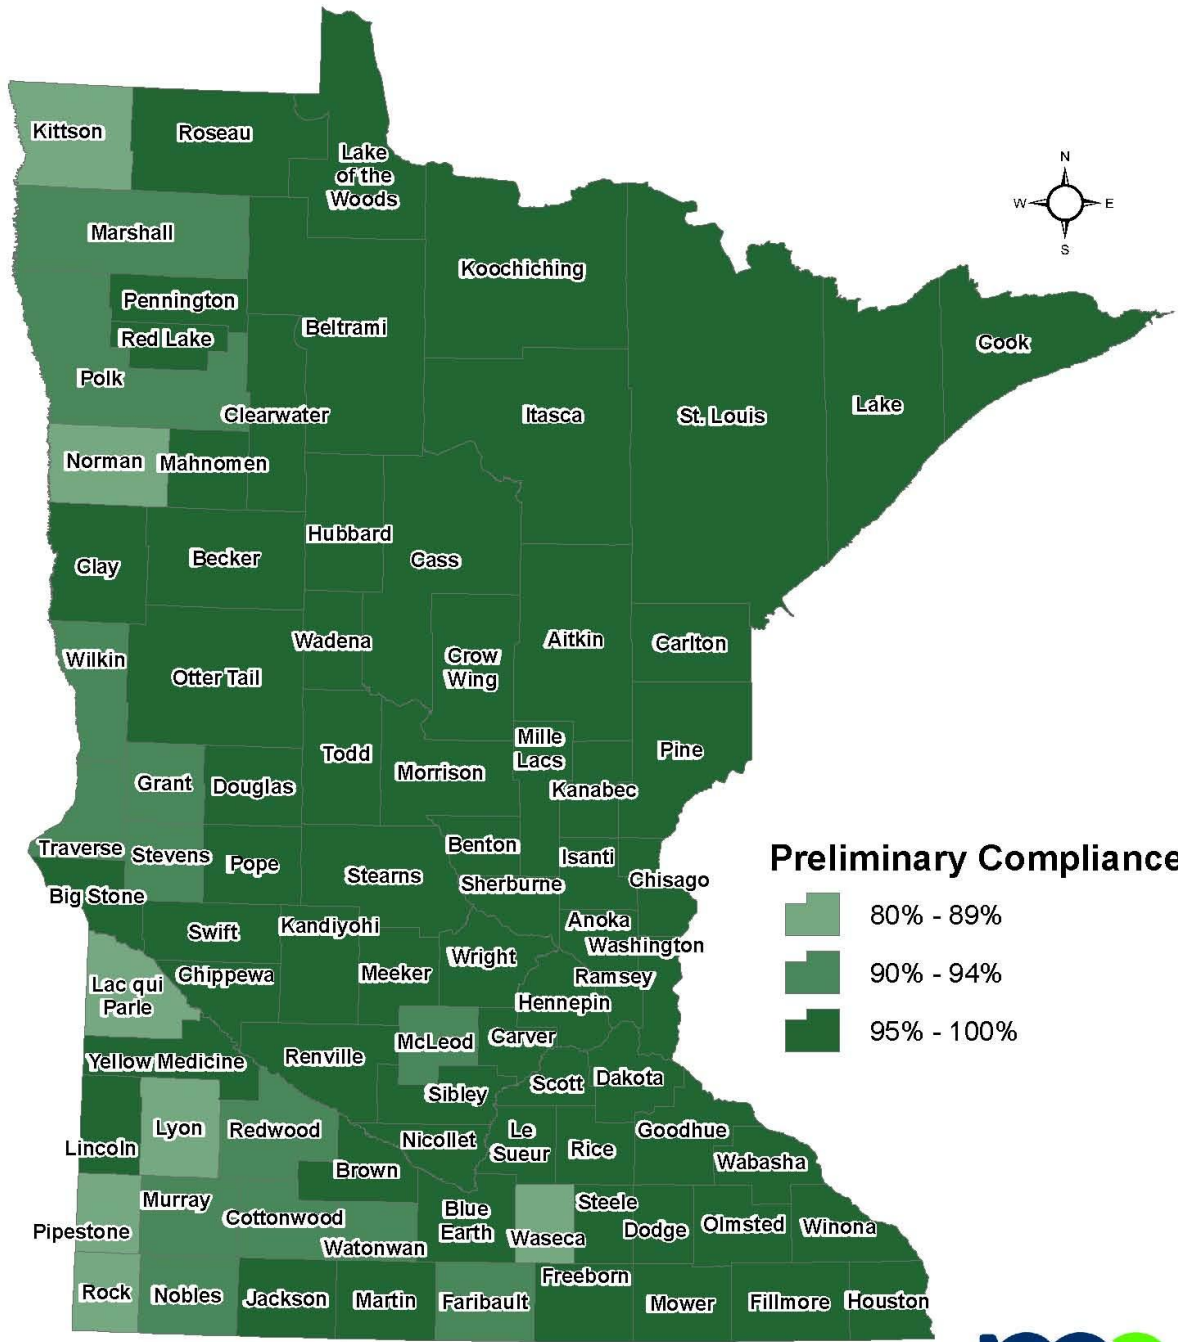 Kittson
Roseau
Lake
of the
Woods
N
W
E
S
Marshall
Koochiching
Pennington
Beltrami
Red Lake
Cook
Polk
Clearwater
Itasca
St. Louis
Lake
Norman
Mahnomen
Hubbard
Clay
Becker
Cass
Wilkin
Otter Tail
Wadena
Crow
Wing
Aitkin
Carlton
Todd
Morrison
Mille
Lacs
Pine
Grant
Douglas
Kanabec
Traverse
Stevens
Pope
Stearns
Benton
Isanti
Sherburne
Chisago
Preliminary Compliance
Big Stone
Swift
Kandiyohi
Anoka
Washington
80% - 89%
Chippewa
Meeker
Wright
Ramsey
Hennepin
90% - 94%
Lac qui
Parle
McLeod
Carver
95% - 100%
Yellow Medicine
Renville
Sibley
Scott
Dakota
Lincoln
Lyon
Redwood
Nicollet
Le
Sueur
Rice
Goodhue
Brown
Wabasha
Pipestone
Murray
Cottonwood
Watonwan
Blue
Earth
Waseca
Steele
Dodge
Olmsted
Winona
Rock
Nobles
Jackson
Martin
Faribault
Freeborn
Mower
Fillmore
Houston